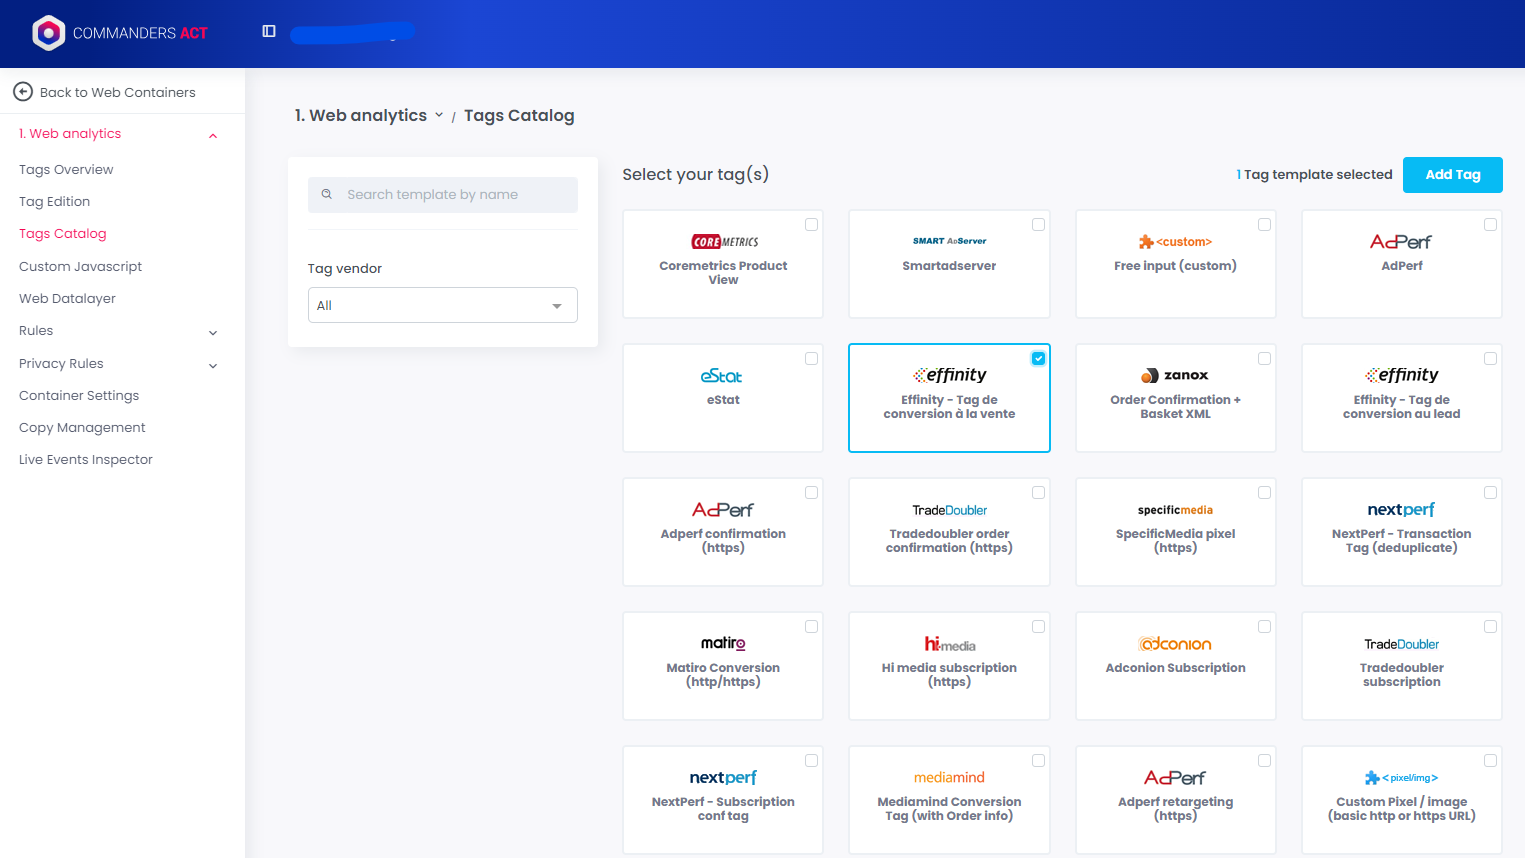 COMMANDERS ACT
Back to Web Containers
1. Web analytics
Tags Overview
Tag Edition
Tags Catalog
Custom Javascript
Web Datalayer
Rules
Privacy Rules
Container Settings
Copy Management
Live Events Inspector
1. Web analytics / Tags Catalog
Search template by name
Tag vendor
All
Select your tag(s)
1 Tag template selected
Add Tag
COREMETRICS
Coremetrics Product
View
SMART ADSERVER
Smartadserver
<custom>
Free input (custom)
AdPerf
AdPerf
eStat
eStat
effinity
Effinity - Tag de
conversion à la vente
zanox
Order Confirmation +
Basket XML
effinity
Effinity - Tag de
conversion au lead
AdPerf
Adperf confirmation
(https)
TradeDoubler
Tradedoubler order
confirmation (https)
specificmedia
SpecificMedia pixel
(https)
nextperf
NextPerf - Transaction
Tag (deduplicate)
matiro
Matiro Conversion
(http/https)
hi-media
Hi media subscription
(https)
adconion
Adconion Subscription
TradeDoubler
Tradedoubler
subscription
nextperf
NextPerf - Subscription
conf tag
mediamind
Mediamind Conversion
Tag (with Order info)
AdPerf
Adperf retargeting
(https)
<pixel/img>
Custom Pixel / image
(basic http or https URL)